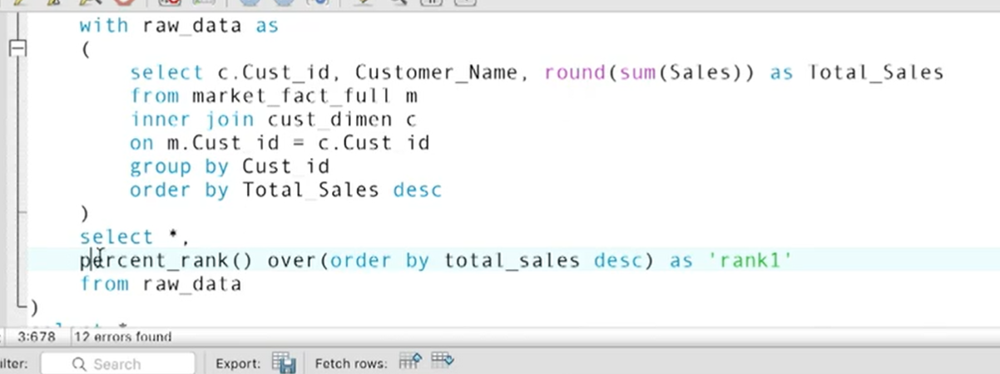 with raw_data as
(
select c.Cust_id, Customer_Name, round(sum(Sales)) as Total_Sales
from market_fact_full m
inner join cust_dimen c
on m.Cust_id = c.Cust_id
group by Cust_id
order by Total_Sales desc
)
select *,
percent_rank() over(order by total_sales desc) as 'rank1'
from raw_data
)
3:678 12 errors found
ilter: Search Export: Fetch rows: